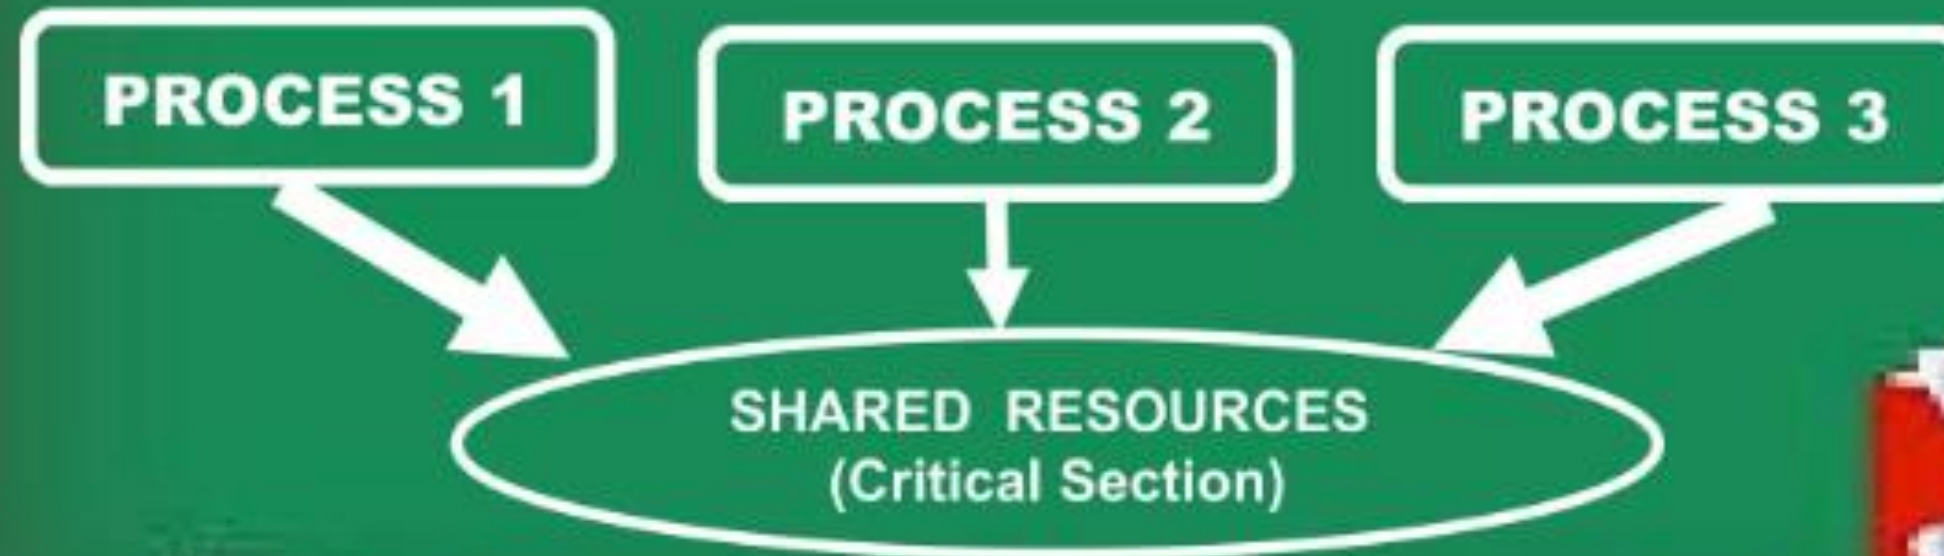 PROCESS 1
PROCESS 2
PROCESS 3
SHARED RESOURCES
(Critical Section)